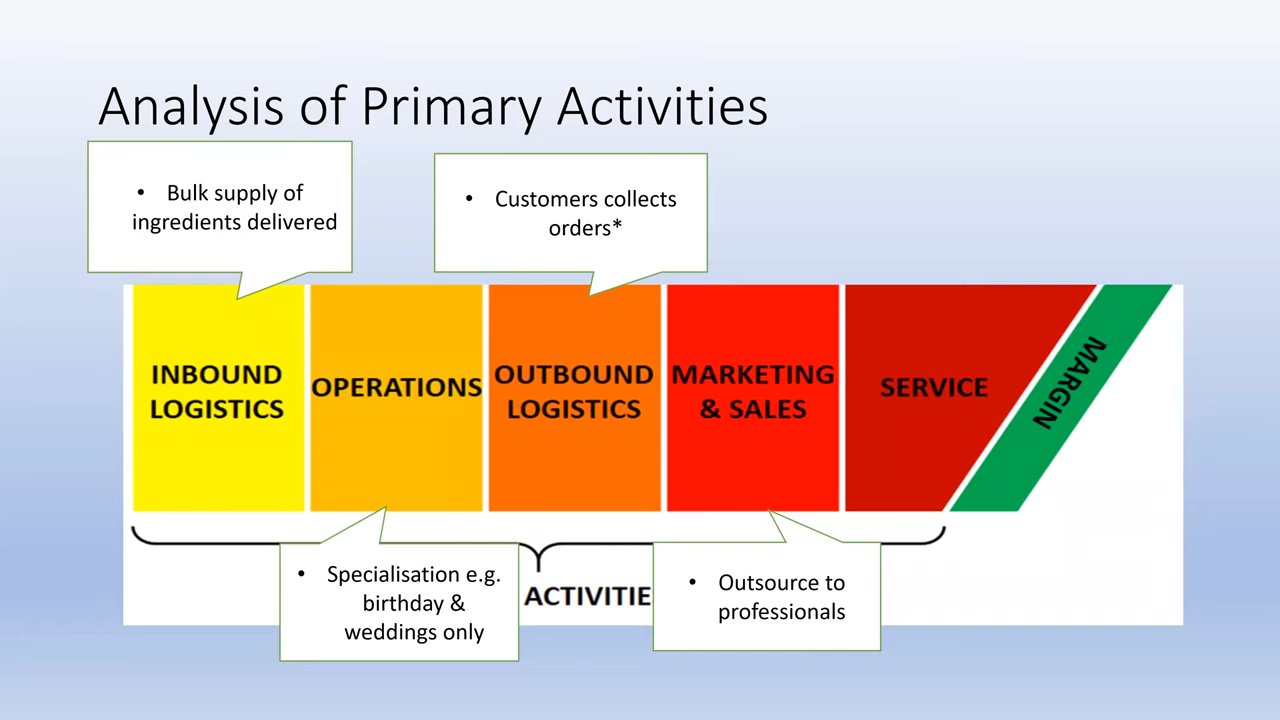 Analysis of Primary Activities
• Bulk supply of
ingredients delivered
• Customers collects
orders*
INBOUND
LOGISTICS
OPERATIONS
OUTBOUND
LOGISTICS
MARKETING
& SALES
SERVICE
MARGIN
• Specialisation e.g.
birthday &
weddings only
ACTIVITIE
• Outsource to
professionals